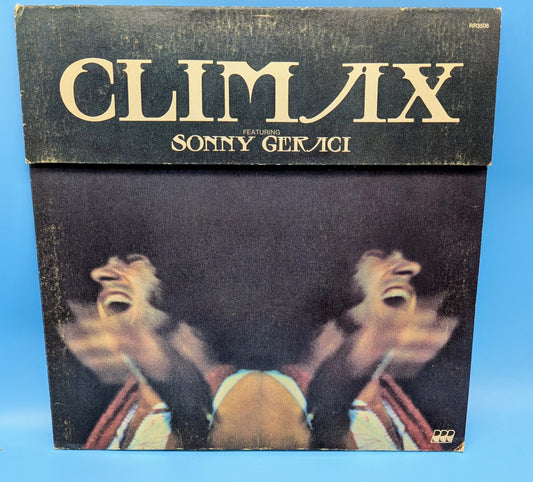 RR3506
CLIMAX
FEATURING
SONNY GERACI